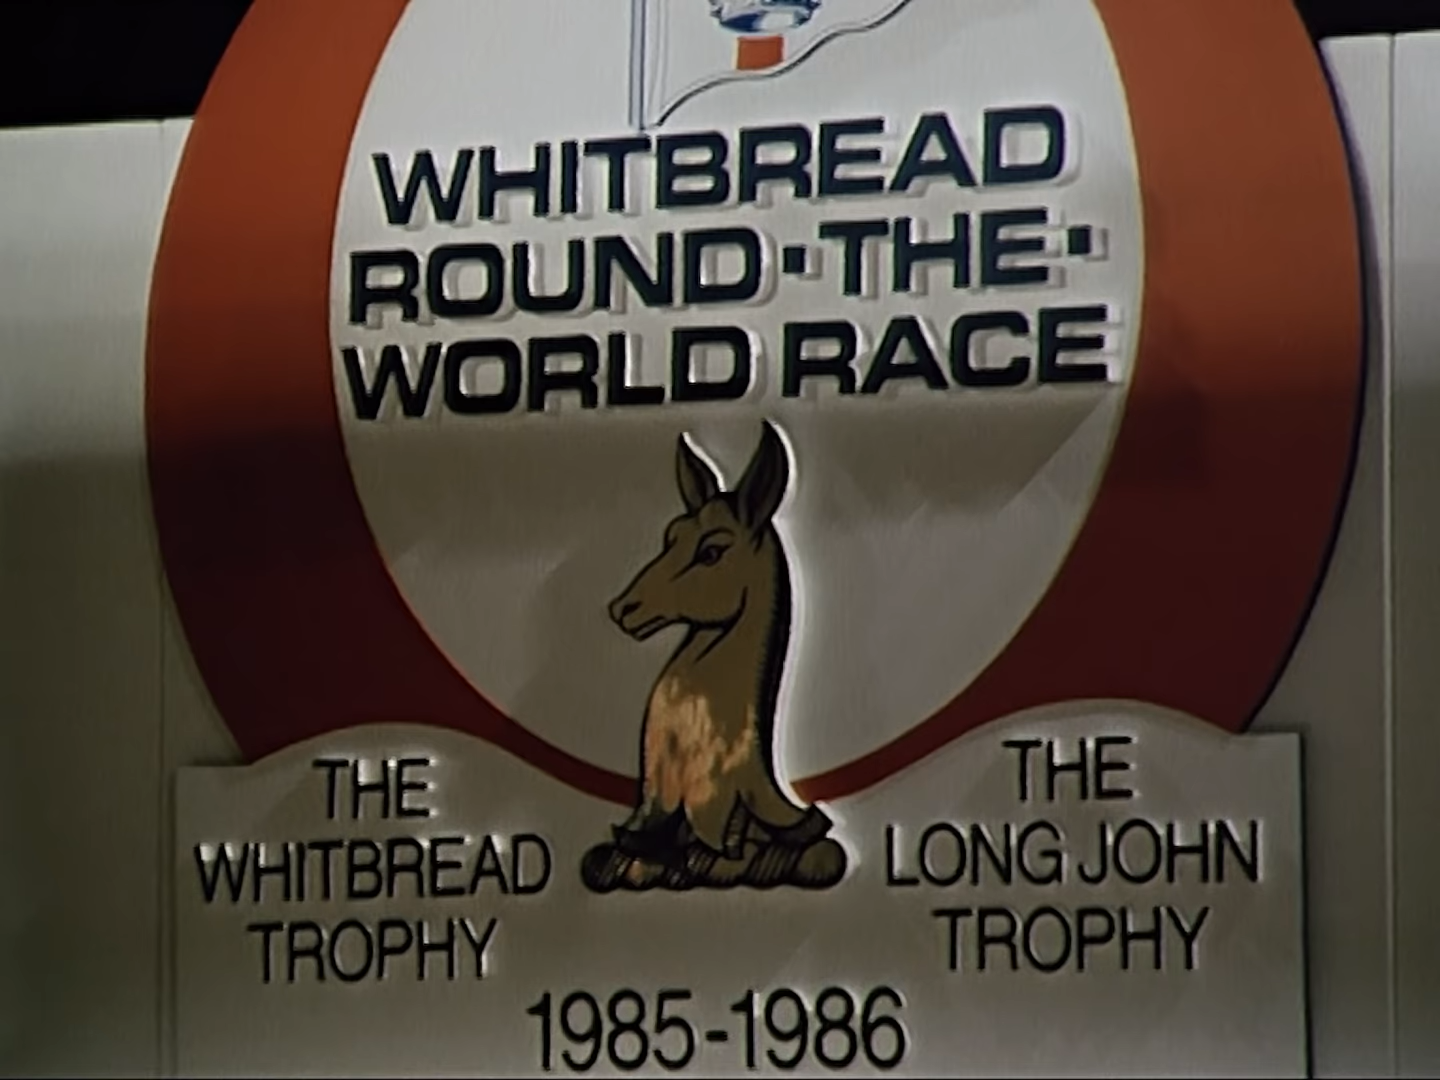 WHITBREAD
ROUND·THE·
WORLD RACE
THE
WHITBREAD
TROPHY
THE
LONG JOHN
TROPHY
1985-1986